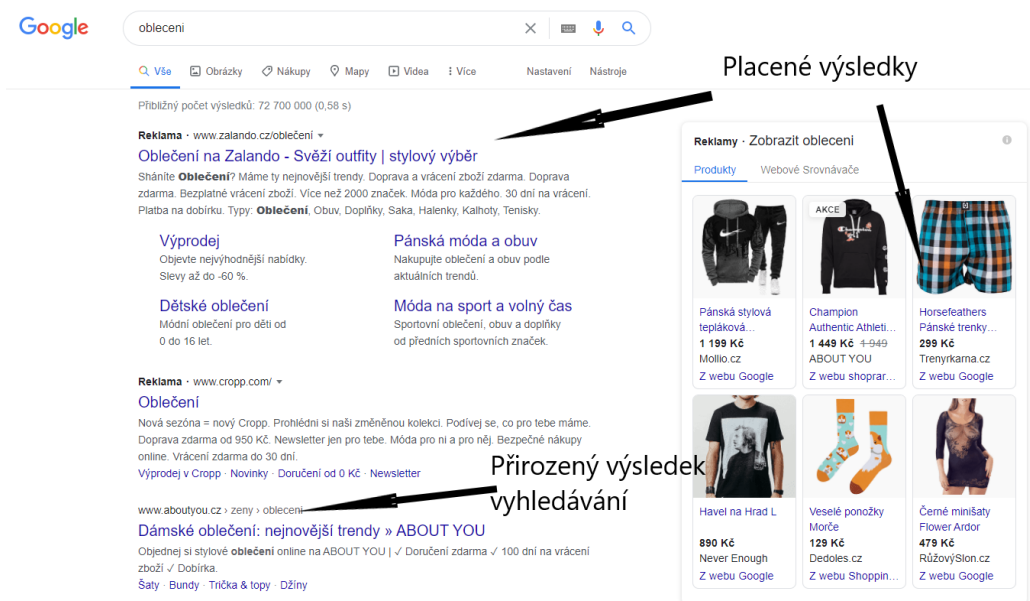 Google
obleceni
Vše Obrázky Nákupy Mapy Videa Více Nastavení Nástroje
Přibližný počet výsledků: 72 700 000 (0,58 s)
Placené výsledky
Reklama · www.zalando.cz/oblečení
Oblečení na Zalando - Svěží outfity | stylový výběr
Sháníte Oblečení? Máme ty nejnovější trendy. Doprava a vrácení zboží zdarma. Doprava
zdarma. Bezplatné vrácení zboží. Více než 2000 značek. Móda pro každého. 30 dní na vrácení.
Platba na dobírku. Typy: Oblečení, Obuv, Doplňky, Saka, Halenky, Kalhoty, Tenisky.
Výprodej
Objevte nejvýhodnější nabídky.
Slevy až do -60 %.
Pánská móda a obuv
Nakupujte oblečení a obuv podle
aktuálních trendů.
Dětské oblečení
Módní oblečení pro děti od
0 do 16 let.
Móda na sport a volný čas
Sportovní oblečení, obuv a doplňky
od předních sportovních značek.
Reklama · www.cropp.com/
Oblečení
Nová sezóna = nový Cropp. Prohlédni si naši změněnou kolekci. Podívej se, co pro tebe máme.
Doprava zdarma od 950 Kč. Newsletter jen pro tebe. Móda pro ni a pro něj. Bezpečné nákupy
online. Vrácení zdarma do 30 dní.
Výprodej v Cropp · Novinky · Doručení od 0 Kč · Newsletter
Přirozený výsledek
vyhledávání
www.aboutyou.cz › zeny › obleceni
Dámské oblečení: nejnovější trendy » ABOUT YOU
Objednej si stylové oblečení online na ABOUT YOU | ✓ Doručení zdarma ✓ 100 dní na vrácení
zboží ✓ Dobírka.
Šaty · Bundy · Trička & topy · Džíny
Reklamy · Zobrazit obleceni
Produkty Webové Srovnávače
Pánská stylová
tepláková…
1 199 Kč
Mollio.cz
Z webu Google
AKCE
Champion
Champion
Authentic Athleti…
1 449 Kč 1 949
ABOUT YOU
Z webu shoprar…
Horsefeathers
Pánské trenky…
299 Kč
Trenyrkarna.cz
Z webu Google
Havel na Hrad L
890 Kč
Never Enough
Z webu Google
Veselé ponožky
Morče
129 Kč
Dedoles.cz
Z webu Shoppin…
Černé minišaty
Flower Ardor
479 Kč
RůžovýSlon.cz
Z webu Google